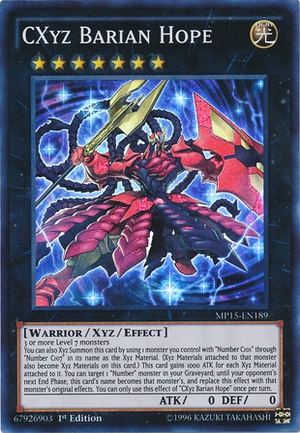 CXyz Barian Hope
LIGHT
光
MP15-EN189
[Warrior / Xyz / Effect]
3 or more Level 7 monsters
You can also Xyz Summon this card by using 1 monster you control with "Number C101" through
"Number C107" in its name as the Xyz Material. (Xyz Materials attached to that monster
also become Xyz Materials on this card.) This card gains 1000 ATK for each Xyz Material
attached to it. You can target 1 "Number" monster in your Graveyard; until your opponent's
next End Phase, this card's name becomes that monster's, and replace this effect with that
monster's original effects. You can only use this effect of "CXyz Barian Hope" once per turn.
ATK/ 0 DEF/ 0
67926903 1st Edition ©1996 KAZUKI TAKAHASHI